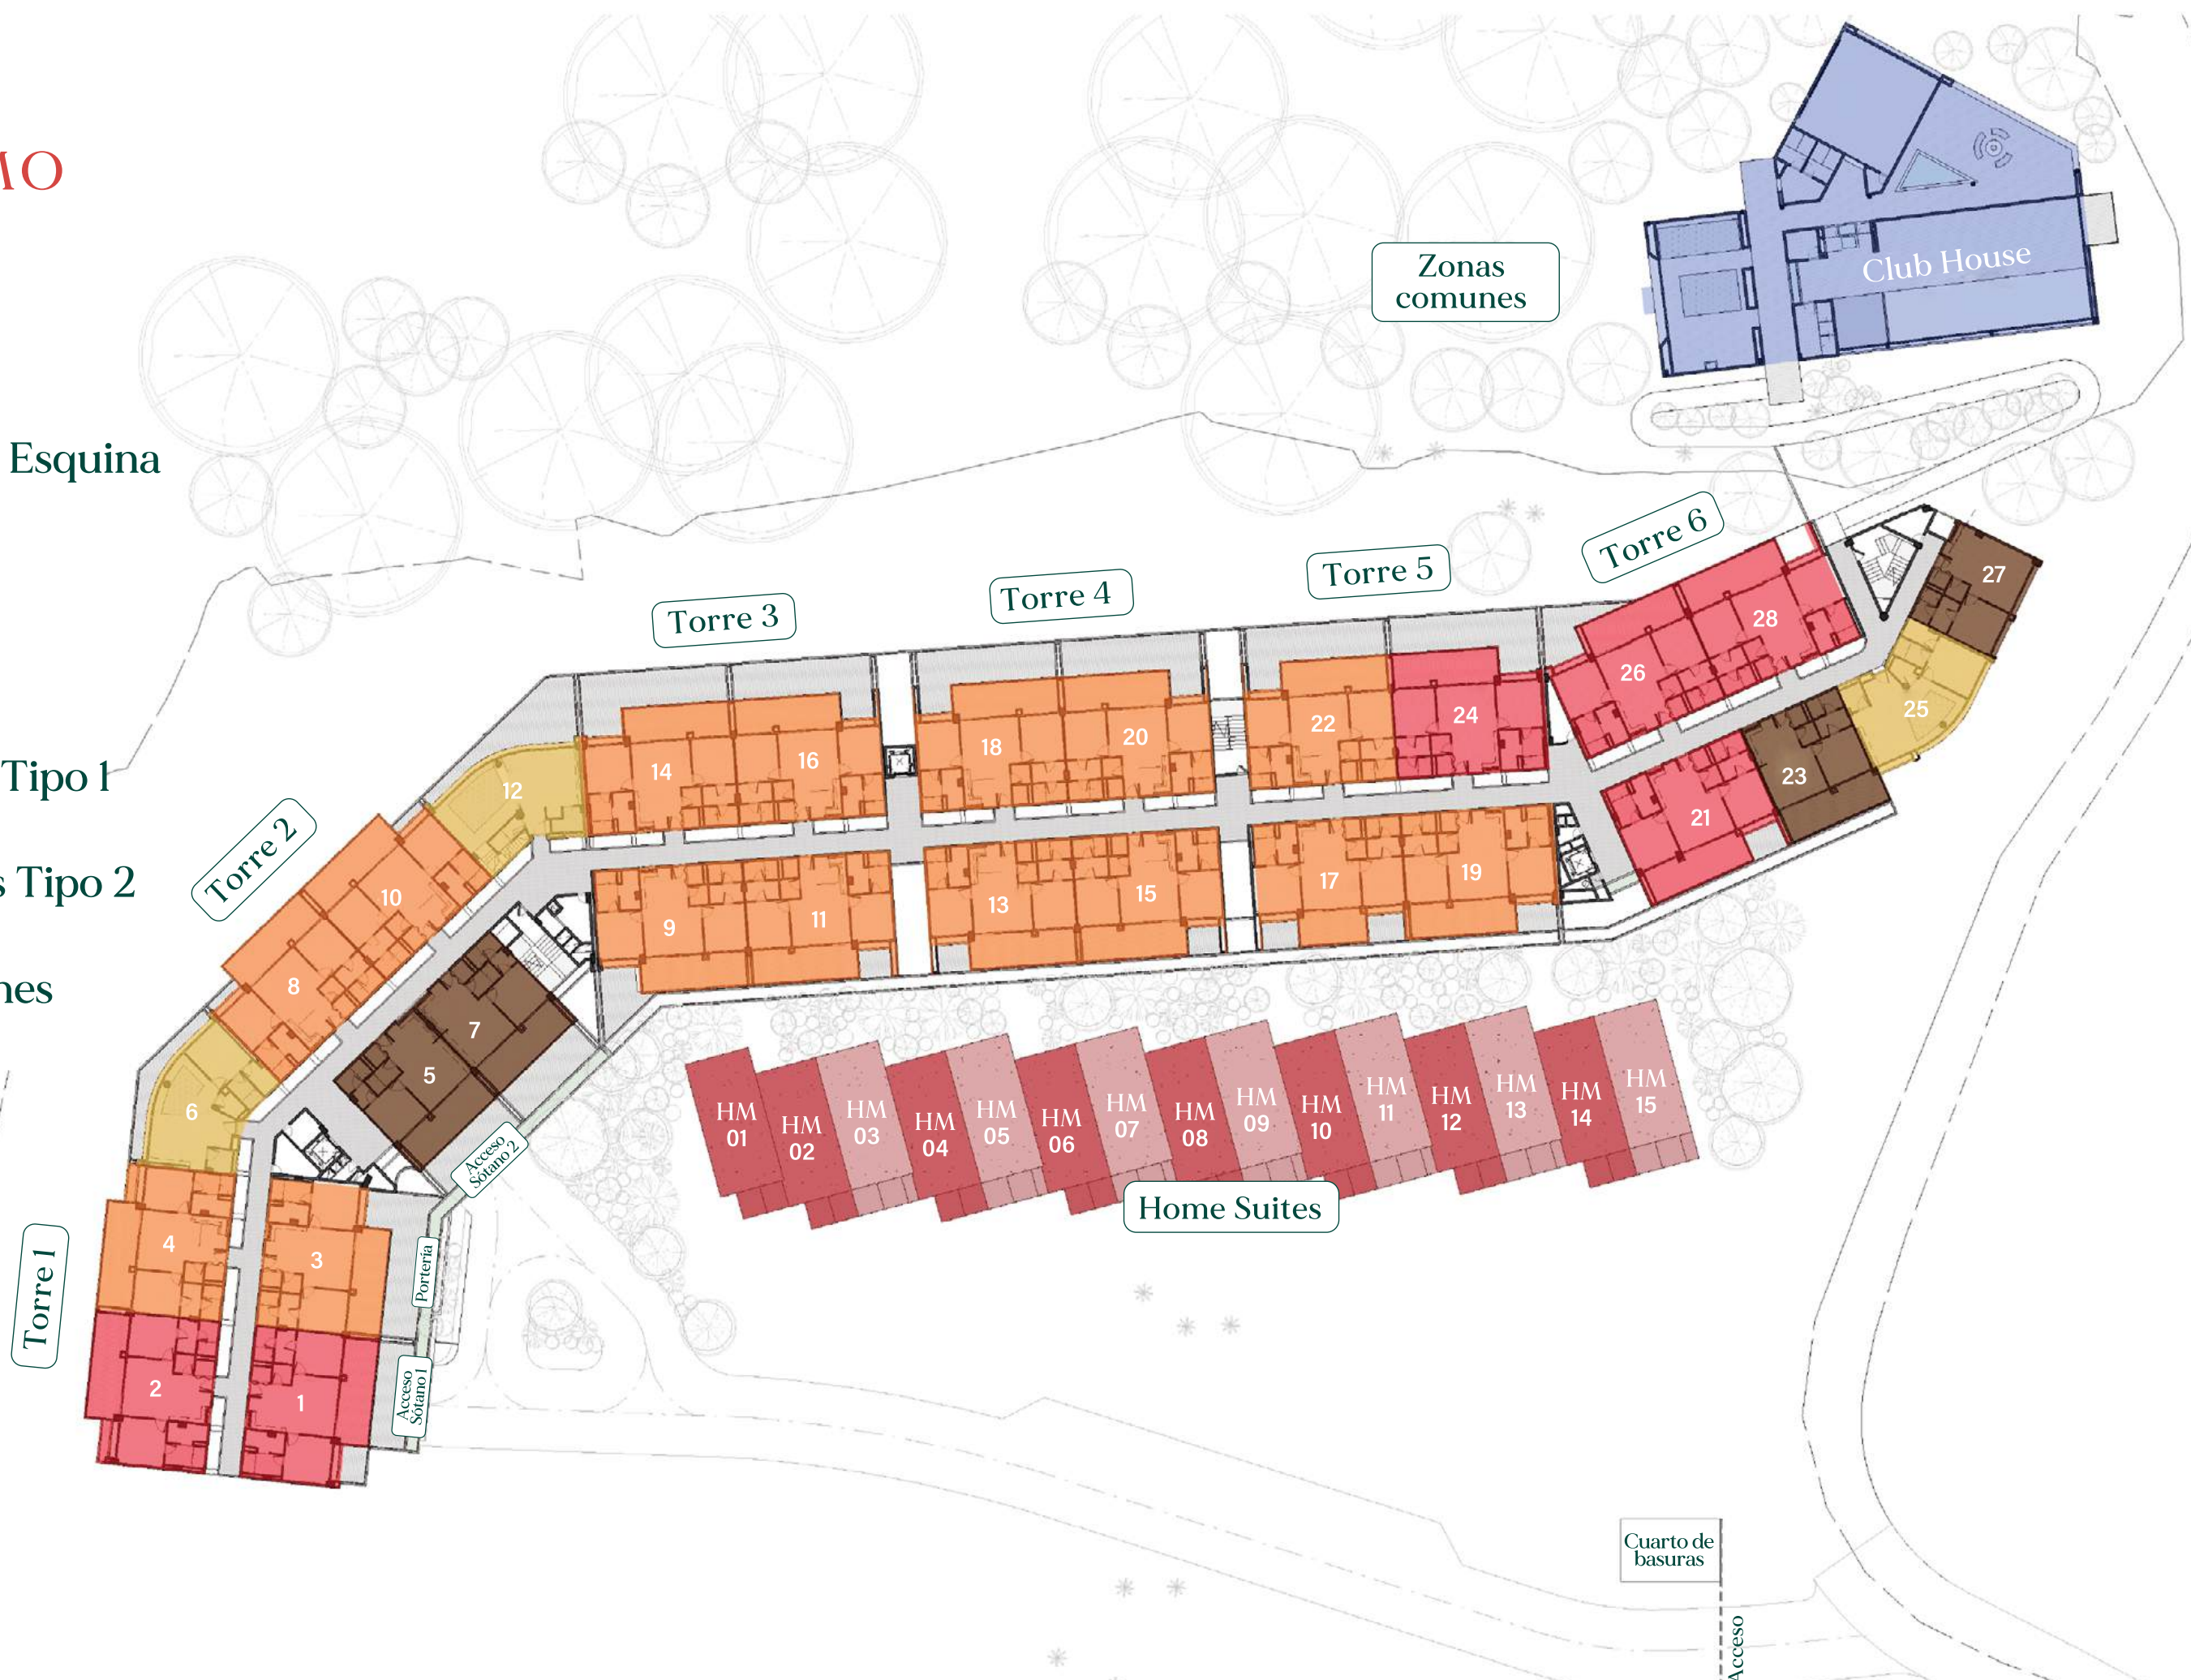 Esquina
Tipo 1
Tipo 2
Zonas
comunes
Club House
Torre 6
Torre 5
Torre 4
Torre 3
Torre 2
Torre 1
27
28
26
25
24
22
20
18
16
14
12
23
21
19
17
15
13
11
9
10
8
7
5
6
4
3
2
1
Acceso
Sótano 2
Portería
Acceso
Sótano 1
HM
01
HM
02
HM
03
HM
04
HM
05
HM
06
HM
07
HM
08
HM
09
HM
10
HM
11
HM
12
HM
13
HM
14
HM
15
Home Suites
Cuarto de
basuras
Acceso